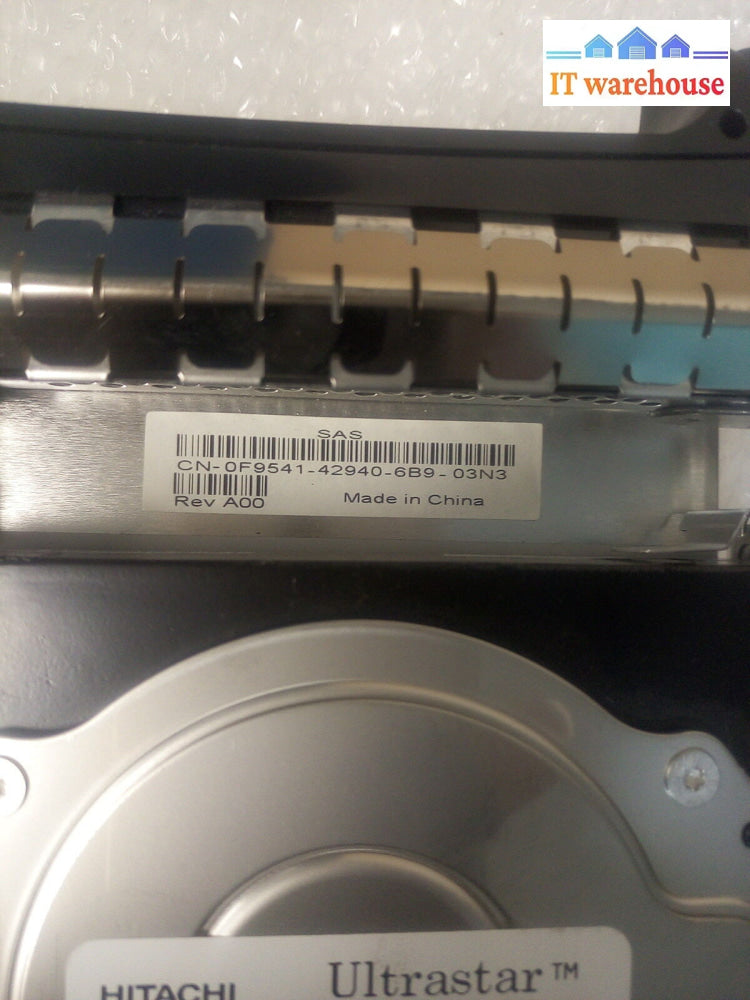 IT warehouse
SAS
CN-0F9541-42940-6B9-03N3
Rev A00
Made in China
HITACHI
Ultrastar™